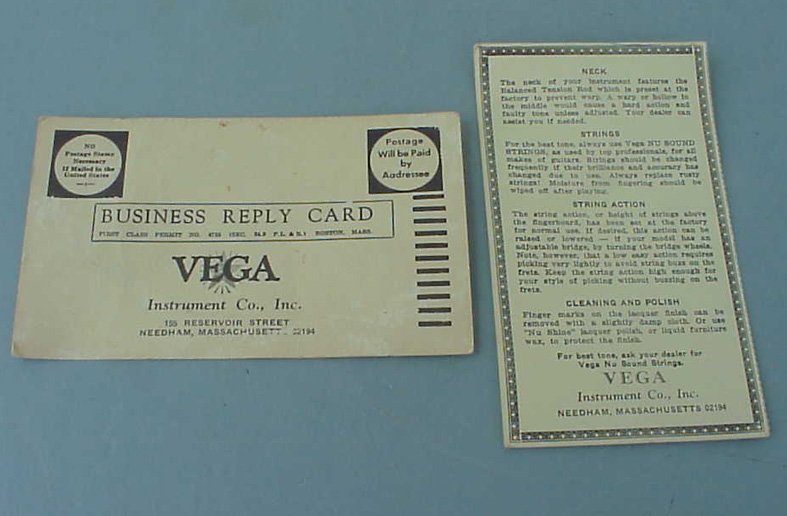 No
Postage Stamp
Necessary
If Mailed in the
United States
Postage
Will be Paid
by
Addressee
BUSINESS REPLY CARD
FIRST CLASS PERMIT NO. 4735 (SEC. 34.9 P.L. & R.) BOSTON, MASS.
VEGA
Instrument Co., Inc.
155 RESERVOIR STREET
NEEDHAM, MASSACHUSETTS 02194
NECK
The neck of your instrument features the
Balanced Tension Rod which is preset at the
factory to prevent warp. A warp or hollow in
the middle would cause a hard action and
faulty tone unless adjusted. Your dealer can
assist you if needed.
STRINGS
For the best tone, always use Vega NU SOUND
STRINGS, as used by top professionals, for all
makes of guitars. Strings should be changed
frequently if their brilliance and accuracy has
changed due to use. Always replace rusty
strings! Moisture from fingering should be
wiped off after playing.
STRING ACTION
The string action, or height of strings above
the fingerboard, has been set at the factory
for normal use. If desired, this action can be
raised or lowered — if your model has an
adjustable bridge, by turning the bridge wheels.
Note, however, that a low easy action requires
picking very lightly to avoid string buzz on the
frets. Keep the string action high enough for
your style of picking without buzzing on the
frets.
CLEANING AND POLISH
Finger marks on the lacquer finish can be
removed with a slightly damp cloth. Or use
"Nu Shine" lacquer polish, or liquid furniture
wax, to protect the finish.
For best tone, ask your dealer for
Vega Nu Sound Strings.
VEGA
Instrument Co., Inc.
NEEDHAM, MASSACHUSETTS 02194